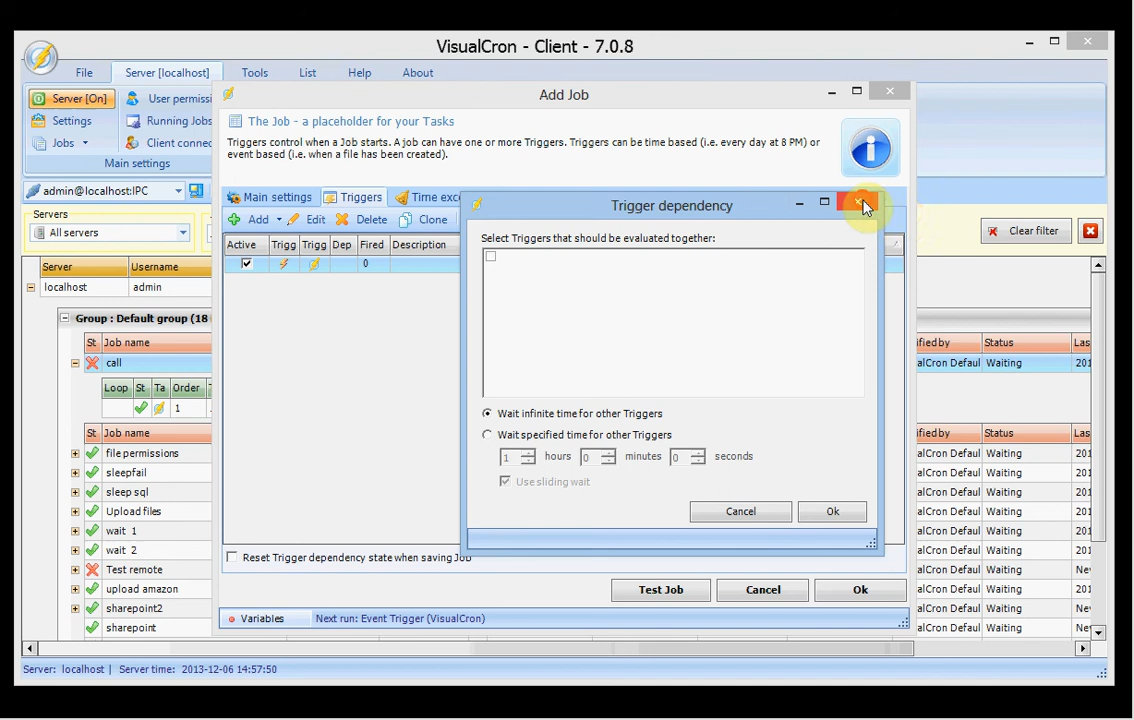 VisualCron - Client - 7.0.8
File Server [localhost] Tools List Help About
Server [On] User permissi
Settings Running Jobs
Jobs Client connec
Main settings
admin@localhost:IPC
Servers
All servers
Clear filter
Server Username
localhost admin
Group : Default group (18
St Job name
call
Loop St Ta Order
1
St Job name
file permissions
sleepfail
sleep sql
Upload files
wait 1
wait 2
Test remote
upload amazon
sharepoint2
sharepoint
Add Job
The Job - a placeholder for your Tasks
Triggers control when a Job starts. A job can have one or more Triggers. Triggers can be time based (i.e. every day at 8 PM) or
event based (i.e. when a file has been created).
Main settings Triggers Time exce
Add Edit Delete Clone
Active Trigg Trigg Dep Fired Description
0
Reset Trigger dependency state when saving Job
Test Job Cancel Ok
Variables Next run: Event Trigger (VisualCron)
Trigger dependency
Select Triggers that should be evaluated together:
Wait infinite time for other Triggers
Wait specified time for other Triggers
1 hours 0 minutes 0 seconds
Use sliding wait
Cancel Ok
ified by Status Las
alCron Defaul Waiting 201
ified by Status Las
alCron Defaul Waiting 201
alCron Defaul Waiting 201
alCron Defaul Waiting 201
alCron Defaul Waiting 201
alCron Defaul Waiting 201
alCron Defaul Waiting 201
alCron Defaul Waiting Nev
alCron Defaul Waiting 201
alCron Defaul Waiting 201
alCron Defaul Waiting Nev
Server: localhost | Server time: 2013-12-06 14:57:50